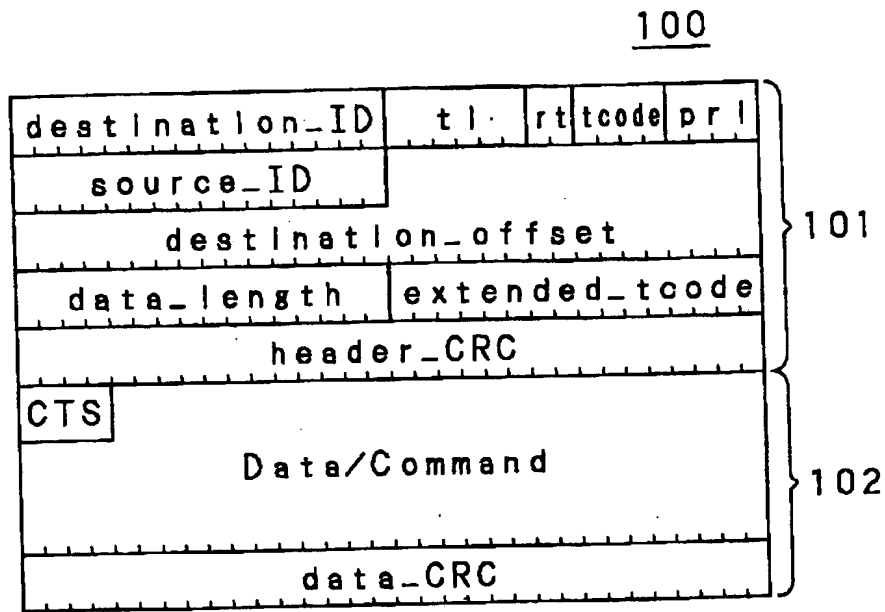 100
destination_ID tl rt tcode pri
source_ID
destination_offset
101
data_length extended_tcode
header_CRC
CTS
Data/Command
102
data_CRC